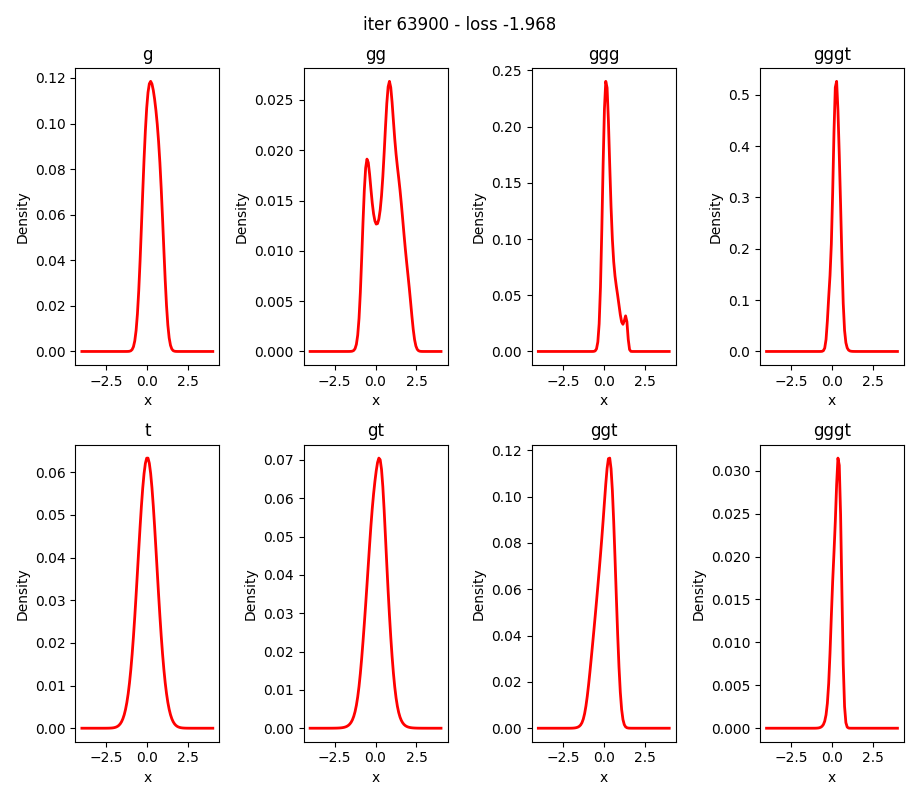 iter 63900 - loss -1.968
g
gg
ggg
gggt
0.12
0.10
0.08
0.06
0.04
0.02
0.00
Density
−2.5 0.0 2.5
x
0.025
0.020
0.015
0.010
0.005
0.000
Density
−2.5 0.0 2.5
x
0.25
0.20
0.15
0.10
0.05
0.00
Density
−2.5 0.0 2.5
x
0.5
0.4
0.3
0.2
0.1
0.0
Density
−2.5 0.0 2.5
x
t
gt
ggt
gggt
0.06
0.05
0.04
0.03
0.02
0.01
0.00
Density
−2.5 0.0 2.5
x
0.07
0.06
0.05
0.04
0.03
0.02
0.01
0.00
Density
−2.5 0.0 2.5
x
0.12
0.10
0.08
0.06
0.04
0.02
0.00
Density
−2.5 0.0 2.5
x
0.030
0.025
0.020
0.015
0.010
0.005
0.000
Density
−2.5 0.0 2.5
x